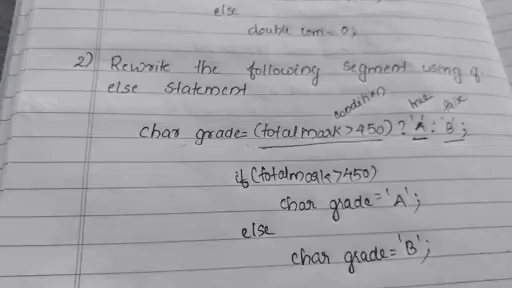 else
double com = 0;
2) Rewrite the following segment using if
else statement
condition true false
char grade = (totalmark > 450) ? 'A' : 'B';
if (totalmark > 450)
char grade = 'A';
else
char grade = 'B';